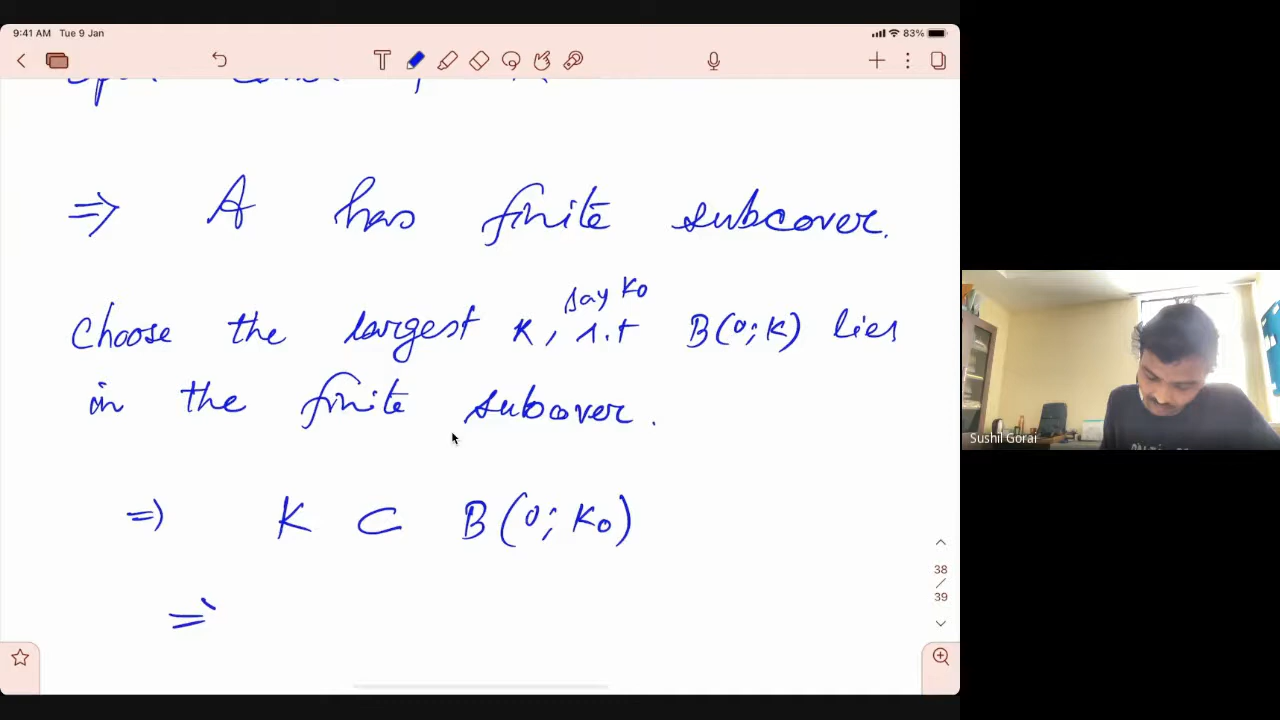 9:41 AM Tue 9 Jan
83%
T
⇒ A has finite subcover.
say K0
Choose the largest K, s.t B(0; K) lies
in the finite subcover.
⇒ K ⊂ B(0; K0)
⇒
38
39
Sushil Gorai